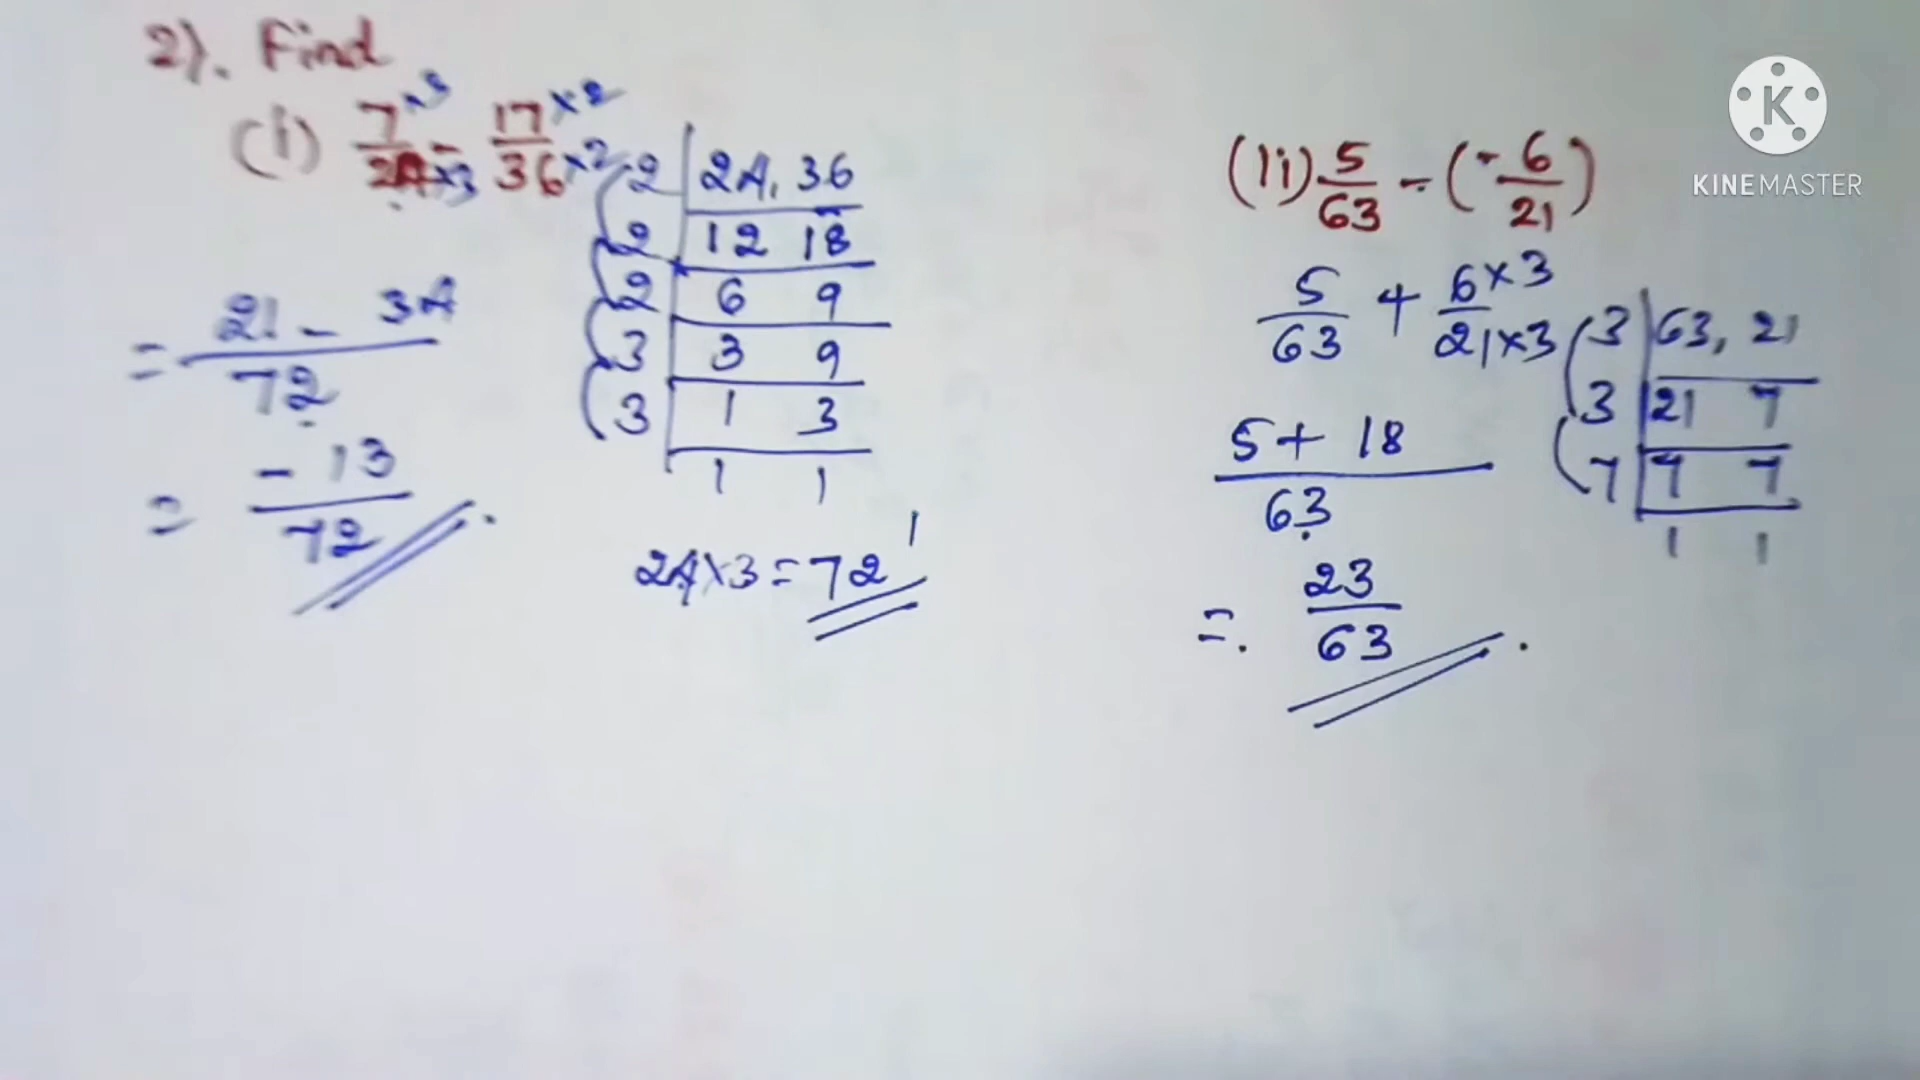 2). Find
(i) 7/24 ×3/×3 - 17/36 ×2/×2
= 21 - 34 / 72
= -13 / 72
2 | 24, 36
2 | 12 18
2 | 6 9
3 | 3 9
3 | 1 3
1 1
24×3=72
(ii) 5/63 - (-6/21)
5/63 + 6×3/21×3
5 + 18 / 63
= 23/63
3 | 63, 21
3 | 21 7
7 | 7 7
1 1
K
KINEMASTER